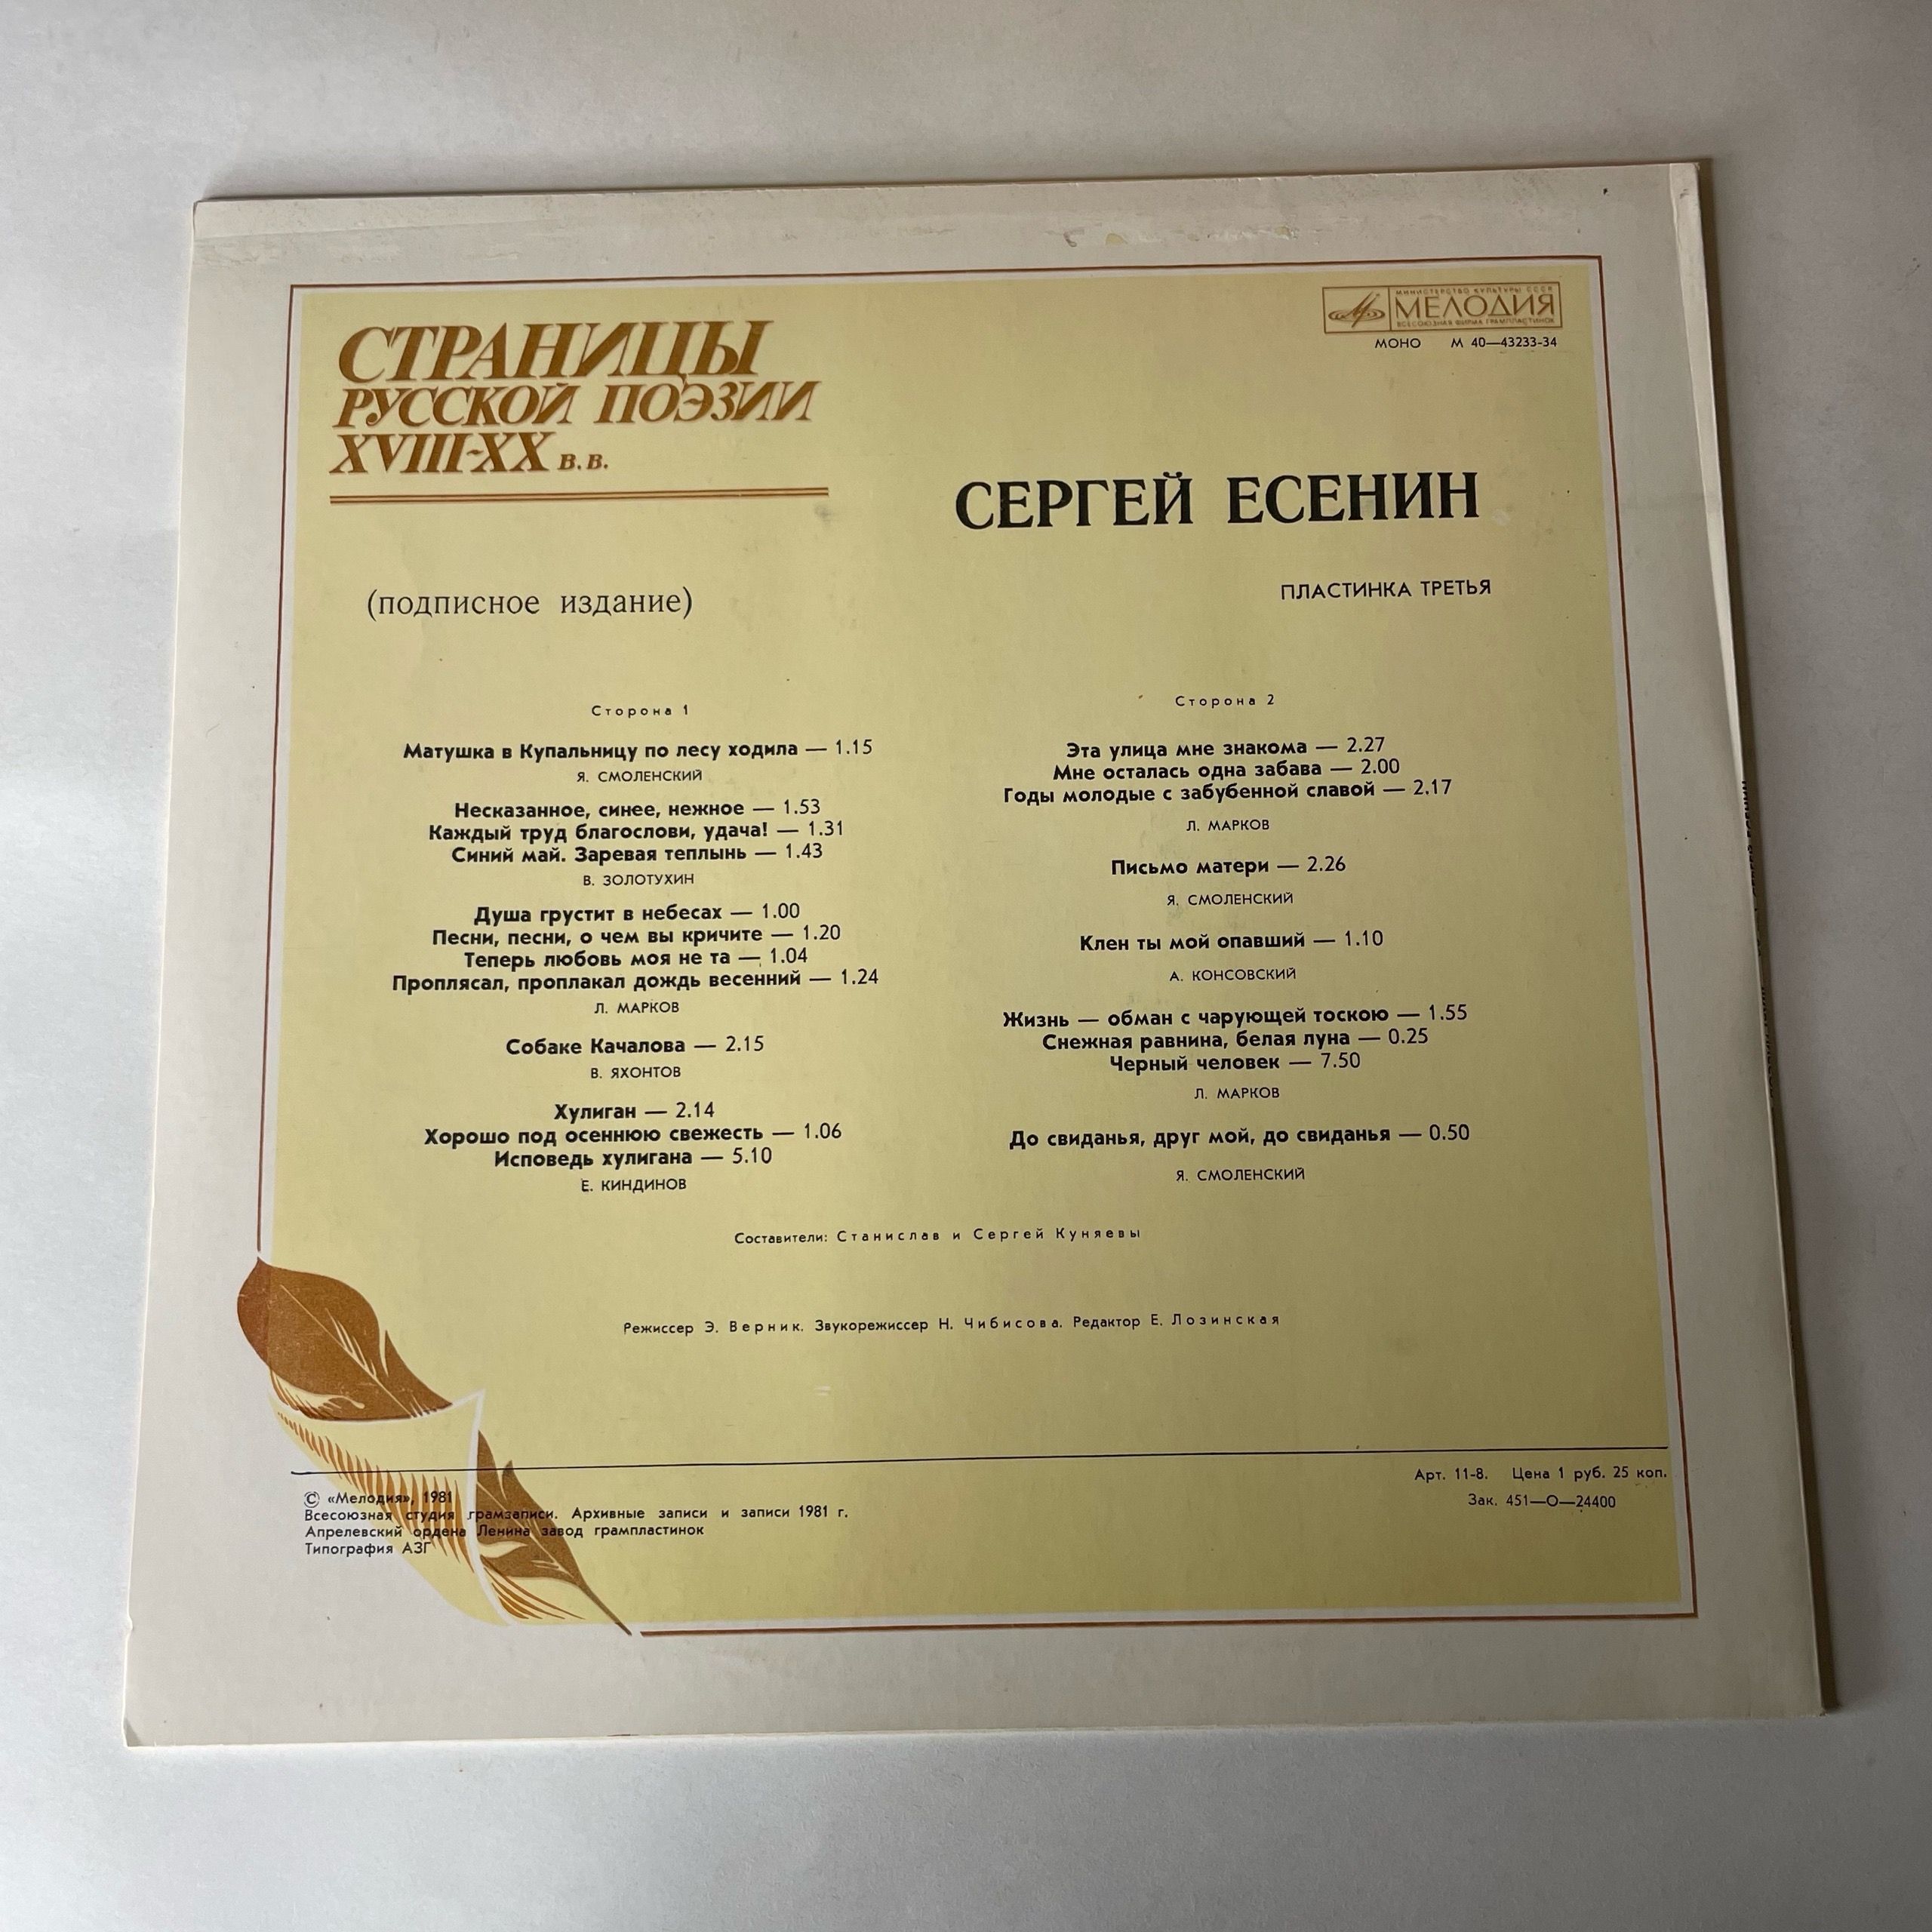 СТРАНИЦЫ
РУССКОЙ ПОЭЗИИ
XVIII-XX В.В.
МИНИСТЕРСТВО КУЛЬТУРЫ СССР
МЕЛОДИЯ
ВСЕСОЮЗНАЯ ФИРМА ГРАМПЛАСТИНОК
МОНО М 40—43233-34
СЕРГЕЙ ЕСЕНИН
(подписное издание)
ПЛАСТИНКА ТРЕТЬЯ
Сторона 1
Матушка в Купальницу по лесу ходила — 1.15
Я. СМОЛЕНСКИЙ
Несказанное, синее, нежное — 1.53
Каждый труд благослови, удача! — 1.31
Синий май. Заревая теплынь — 1.43
В. ЗОЛОТУХИН
Душа грустит в небесах — 1.00
Песни, песни, о чем вы кричите — 1.20
Теперь любовь моя не та — 1.04
Проплясал, проплакал дождь весенний — 1.24
Л. МАРКОВ
Собаке Качалова — 2.15
В. ЯХОНТОВ
Хулиган — 2.14
Хорошо под осеннюю свежесть — 1.06
Исповедь хулигана — 5.10
Е. КИНДИНОВ
Сторона 2
Эта улица мне знакома — 2.27
Мне осталась одна забава — 2.00
Годы молодые с забубенной славой — 2.17
Л. МАРКОВ
Письмо матери — 2.26
Я. СМОЛЕНСКИЙ
Клен ты мой опавший — 1.10
А. КОНСОВСКИЙ
Жизнь — обман с чарующей тоскою — 1.55
Снежная равнина, белая луна — 0.25
Черный человек — 7.50
Л. МАРКОВ
До свиданья, друг мой, до свиданья — 0.50
Я. СМОЛЕНСКИЙ
Составители: Станислав и Сергей Куняевы
Режиссер Э. Верник. Звукорежиссер Н. Чибисова. Редактор Е. Лозинская
Арт. 11-8. Цена 1 руб. 25 коп.
Зак. 451—О—24400
© «Мелодия», 1981
Всесоюзная студия грамзаписи. Архивные записи и записи 1981 г.
Апрелевский ордена Ленина завод грампластинок
Типография АЗГ